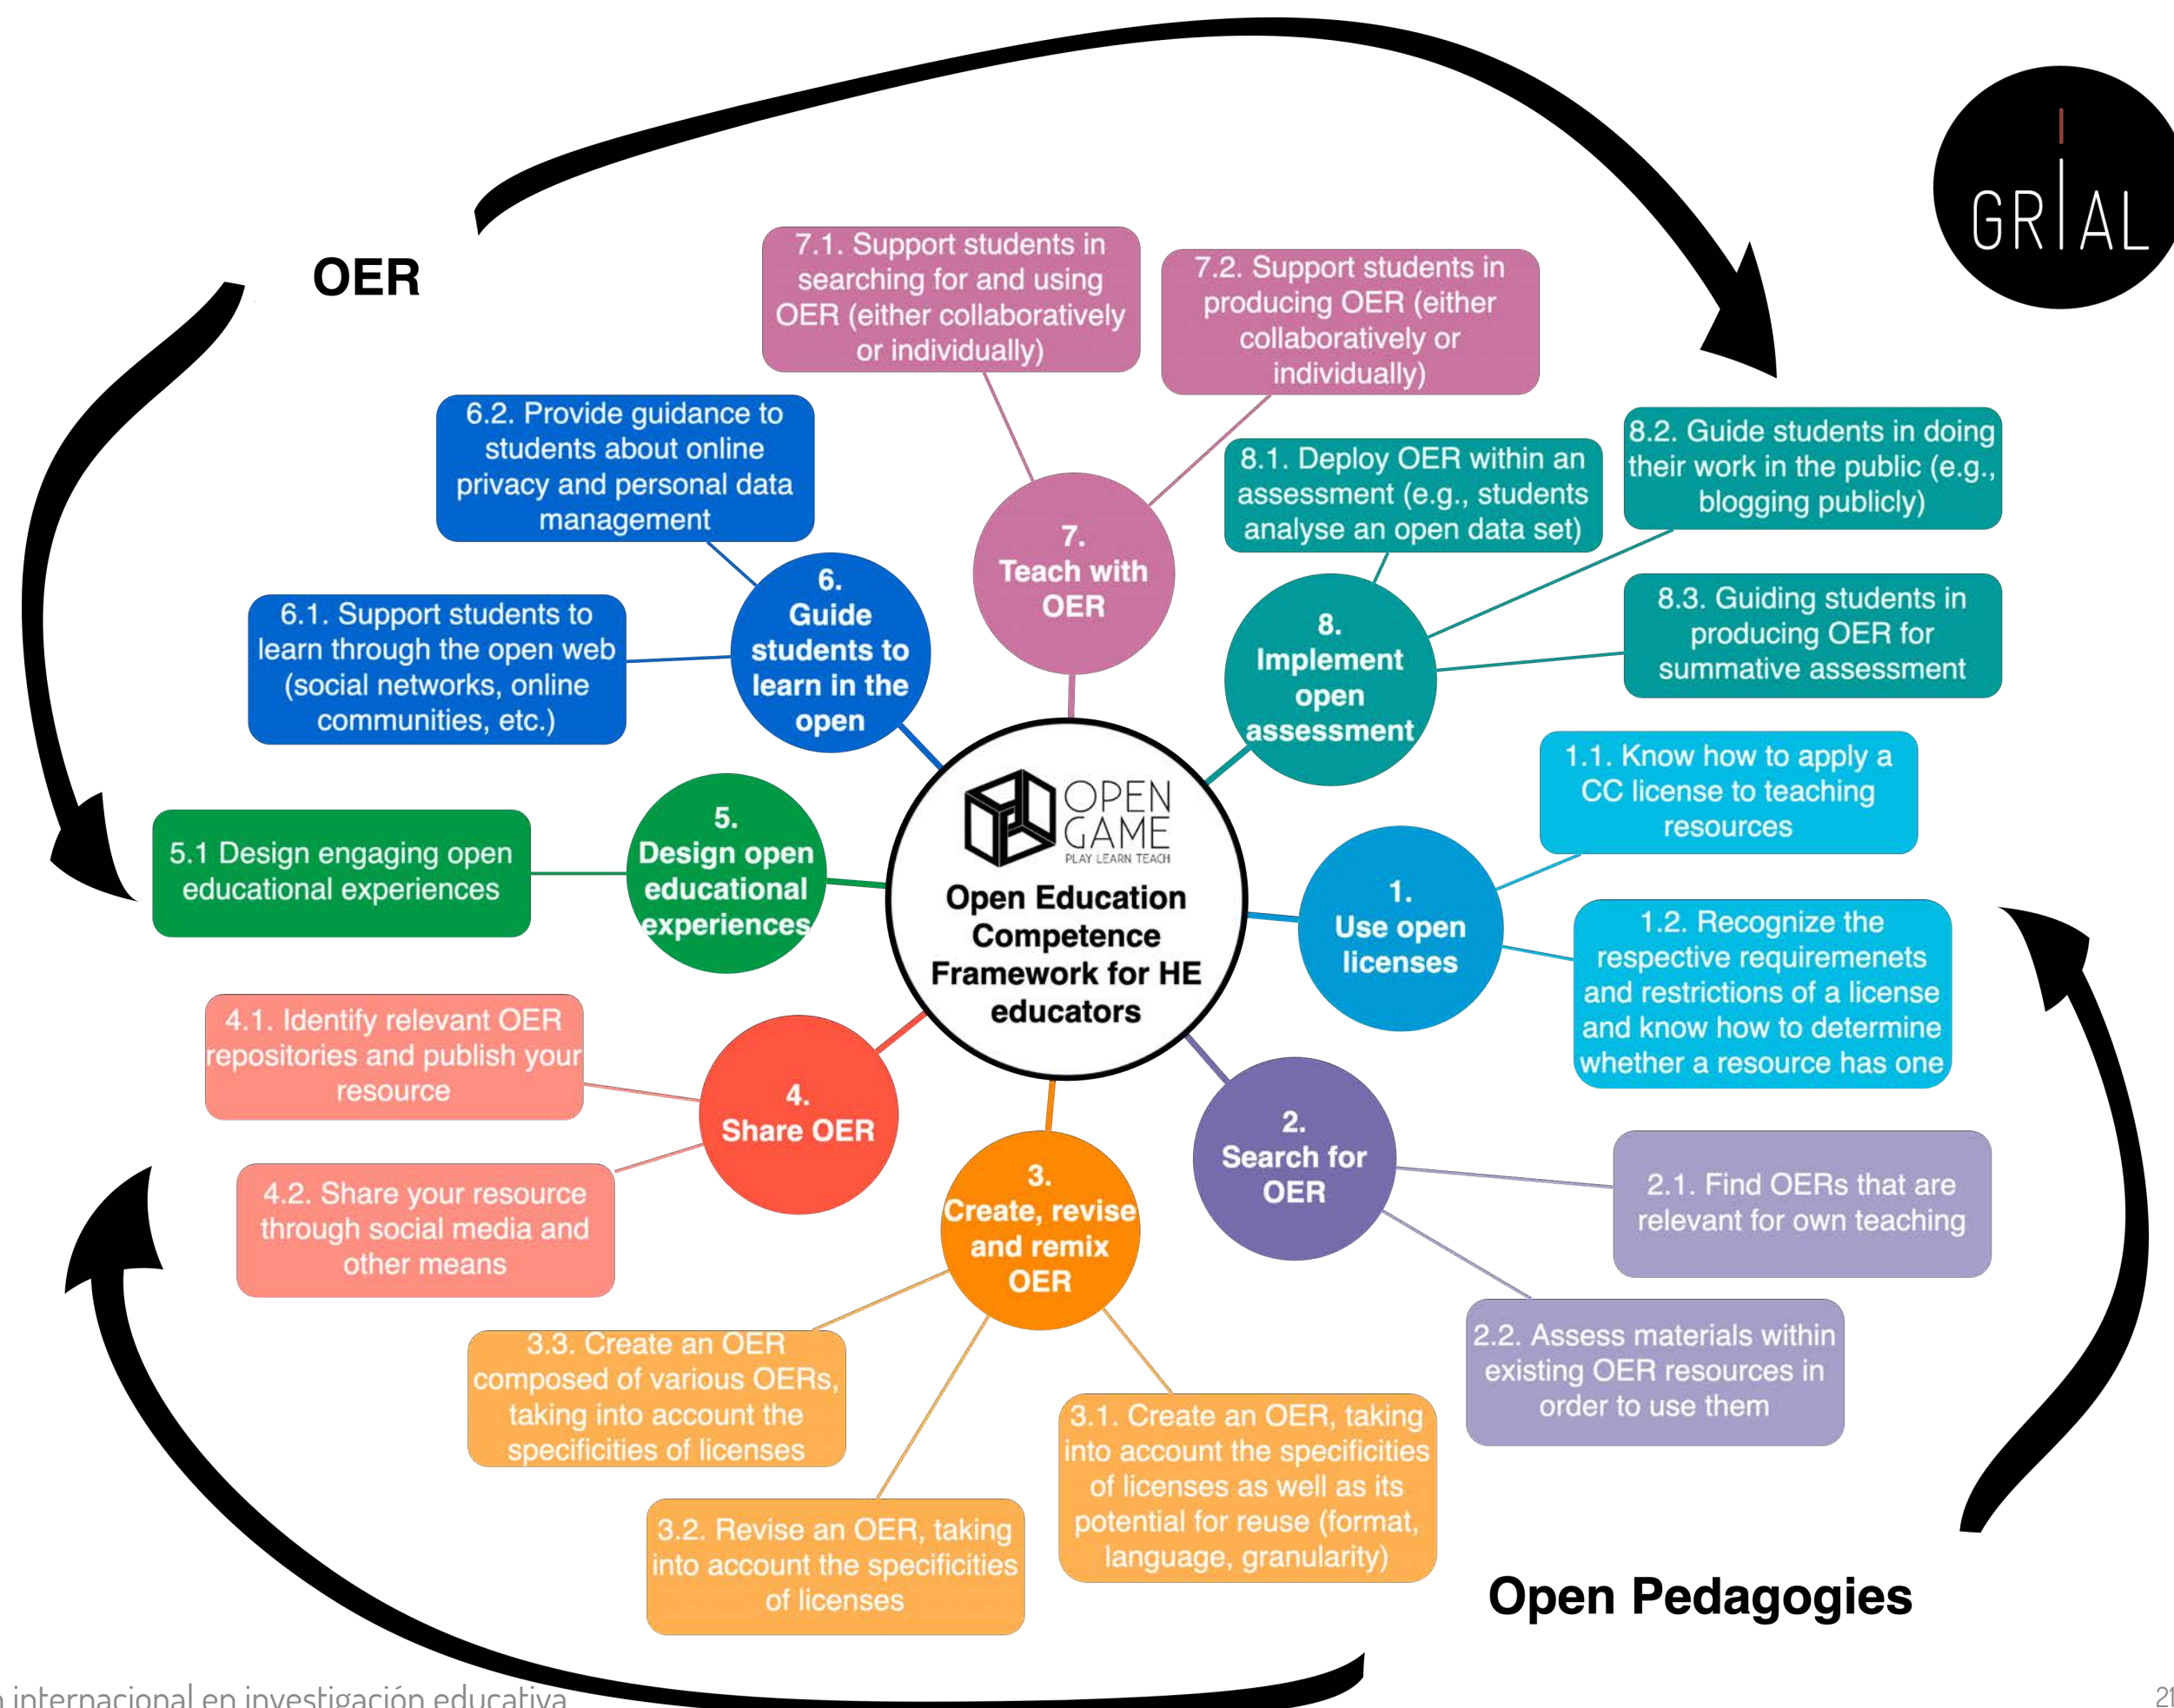 OER
GRIAL
7.1. Support students in
searching for and using
OER (either collaboratively
or individually)
7.2. Support students in
producing OER (either
collaboratively or
individually)
6.2. Provide guidance to
students about online
privacy and personal data
management
8.1. Deploy OER within an
assessment (e.g., students
analyse an open data set)
8.2. Guide students in doing
their work in the public (e.g.,
blogging publicly)
7.
Teach with
OER
6.
Guide
students to
learn in the
open
6.1. Support students to
learn through the open web
(social networks, online
communities, etc.)
8.
Implement
open
assessment
8.3. Guiding students in
producing OER for
summative assessment
1.1. Know how to apply a
CC license to teaching
resources
OPEN
GAME
PLAY LEARN TEACH
Open Education
Competence
Framework for HE
educators
5.
Design open
educational
experiences
5.1 Design engaging open
educational experiences
1.
Use open
licenses
1.2. Recognize the
respective requiremenets
and restrictions of a license
and know how to determine
whether a resource has one
4.1. Identify relevant OER
repositories and publish your
resource
4.
Share OER
4.2. Share your resource
through social media and
other means
2.
Search for
OER
2.1. Find OERs that are
relevant for own teaching
2.2. Assess materials within
existing OER resources in
order to use them
3.
Create, revise
and remix
OER
3.3. Create an OER
composed of various OERs,
taking into account the
specificities of licenses
3.1. Create an OER, taking
into account the specificities
of licenses as well as its
potential for reuse (format,
language, granularity)
3.2. Revise an OER, taking
into account the specificities
of licenses
Open Pedagogies
internacional en investigación educativa
21